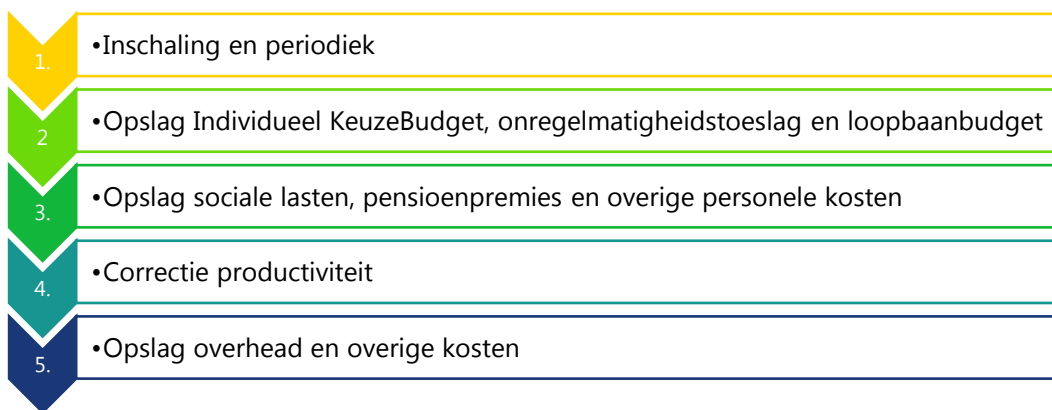 1. •Inschaling en periodiek
2 •Opslag Individueel KeuzeBudget, onregelmatigheidstoeslag en loopbaanbudget
3. •Opslag sociale lasten, pensioenpremies en overige personele kosten
4. •Correctie productiviteit
5. •Opslag overhead en overige kosten